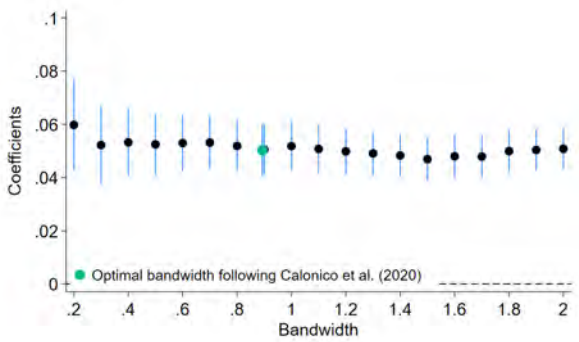 .1
.08
.06
.04
.02
0
Coefficients
Optimal bandwidth following Calonico et al. (2020)
.2 .4 .6 .8 1 1.2 1.4 1.6 1.8 2
Bandwidth